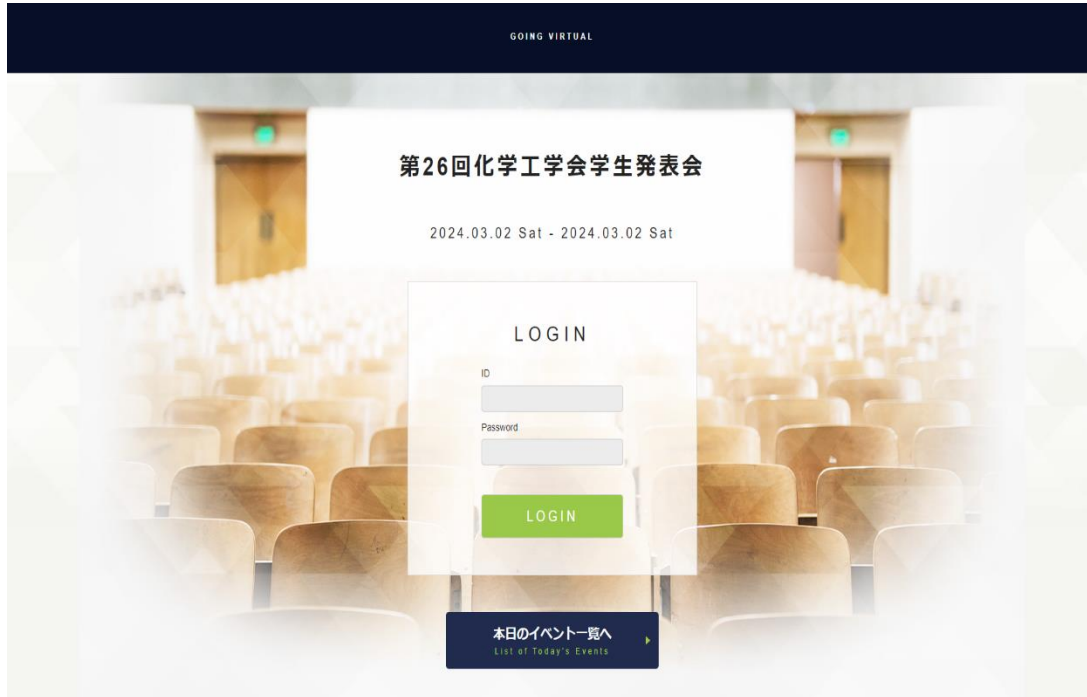 GOING VIRTUAL
第26回化学工学会学生発表会
2024.03.02 Sat - 2024.03.02 Sat
LOGIN
ID
Password
LOGIN
本日のイベント一覧へ
List of Today's Events